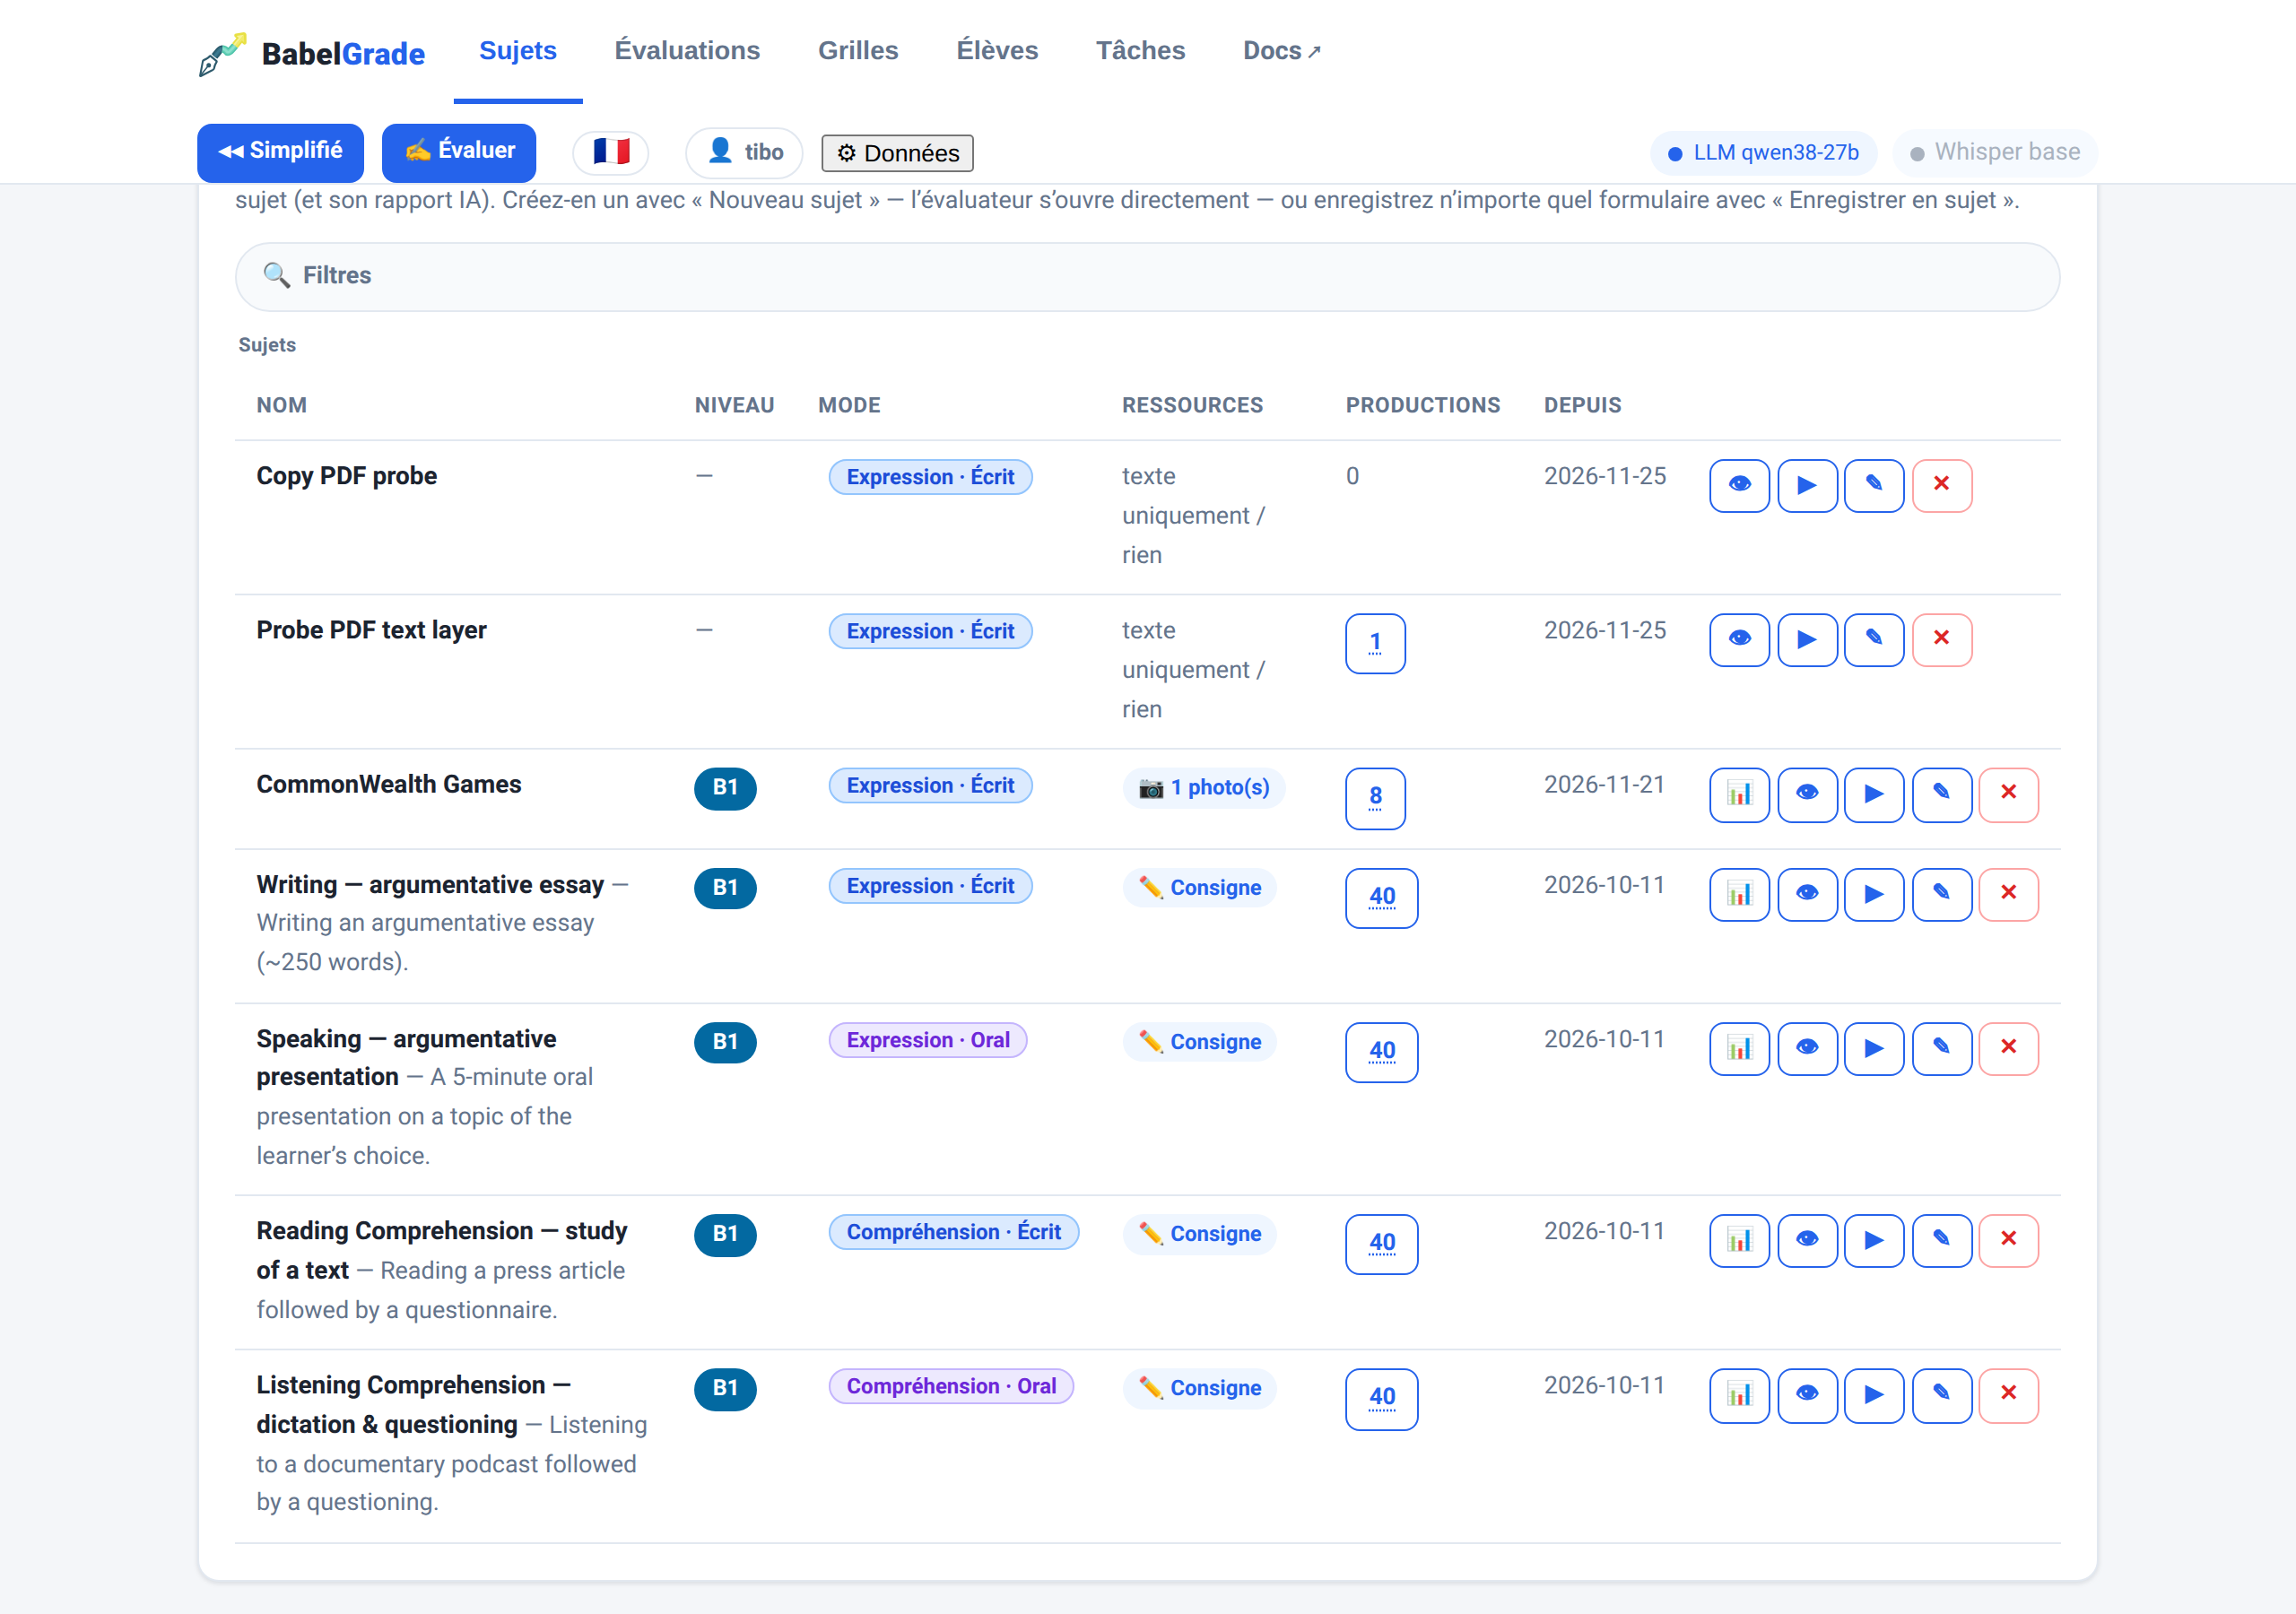 BabelGrade Sujets Évaluations Grilles Élèves Tâches Docs ↗
◀◀ Simplifié ✍ Évaluer tibo ⚙ Données LLM qwen38-27b Whisper base
sujet (et son rapport IA). Créez-en un avec « Nouveau sujet » — l’évaluateur s’ouvre directement — ou enregistrez n’importe quel formulaire avec « Enregistrer en sujet ».
Filtres
Sujets
NOM NIVEAU MODE RESSOURCES PRODUCTIONS DEPUIS
Copy PDF probe — Expression · Écrit texte 0 2026-11-25
uniquement /
rien
Probe PDF text layer — Expression · Écrit texte 1 2026-11-25
uniquement /
rien
CommonWealth Games B1 Expression · Écrit 1 photo(s) 8 2026-11-21
Writing — argumentative essay — B1 Expression · Écrit Consigne 40 2026-10-11
Writing an argumentative essay
(~250 words).
Speaking — argumentative B1 Expression · Oral Consigne 40 2026-10-11
presentation — A 5-minute oral
presentation on a topic of the
learner’s choice.
Reading Comprehension — study B1 Compréhension · Écrit Consigne 40 2026-10-11
of a text — Reading a press article
followed by a questionnaire.
Listening Comprehension — B1 Compréhension · Oral Consigne 40 2026-10-11
dictation & questioning — Listening
to a documentary podcast followed
by a questioning.